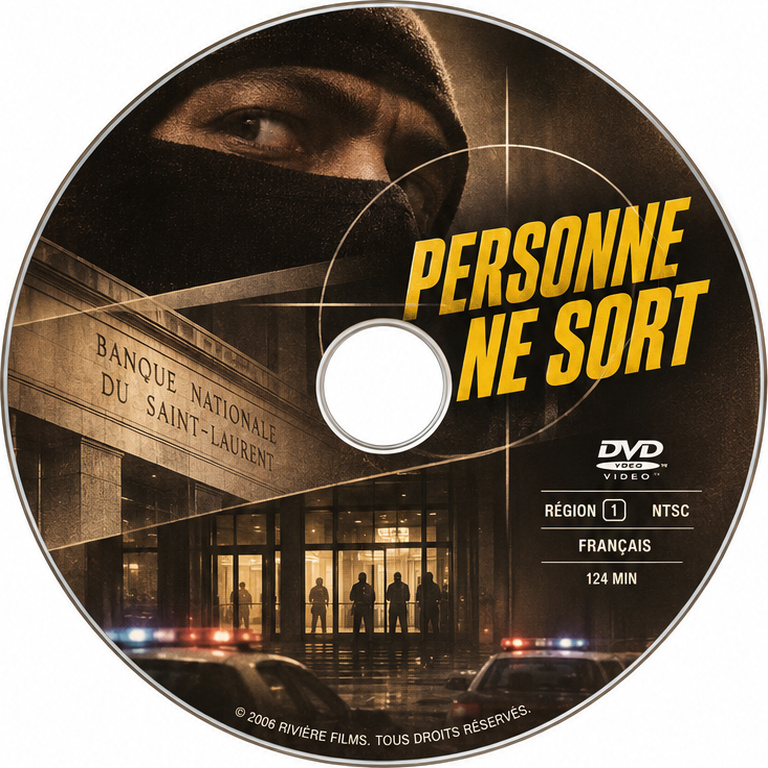 PERSONNE
NE SORT
BANQUE NATIONALE
DU SAINT-LAURENT
DVD
VIDEO™
RÉGION 1 NTSC
FRANÇAIS
124 MIN
© 2006 RIVIÈRE FILMS. TOUS DROITS RÉSERVÉS.